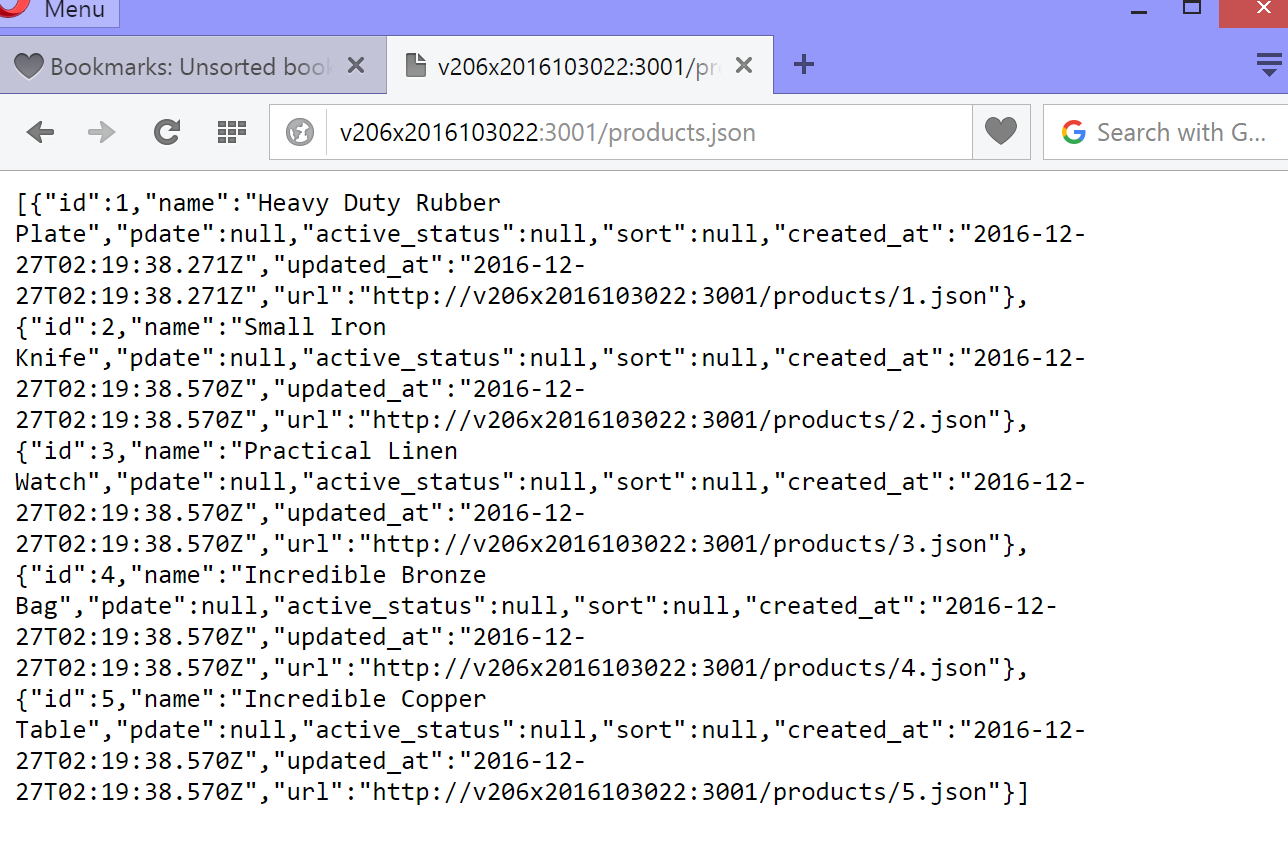 Menu
Bookmarks: Unsorted boo
v206x2016103022:3001/pr
v206x2016103022:3001/products.json
Search with G...
[{"id":1,"name":"Heavy Duty Rubber
Plate","pdate":null,"active_status":null,"sort":null,"created_at":"2016-12-
27T02:19:38.271Z","updated_at":"2016-12-
27T02:19:38.271Z","url":"http://v206x2016103022:3001/products/1.json"},
{"id":2,"name":"Small Iron
Knife","pdate":null,"active_status":null,"sort":null,"created_at":"2016-12-
27T02:19:38.570Z","updated_at":"2016-12-
27T02:19:38.570Z","url":"http://v206x2016103022:3001/products/2.json"},
{"id":3,"name":"Practical Linen
Watch","pdate":null,"active_status":null,"sort":null,"created_at":"2016-12-
27T02:19:38.570Z","updated_at":"2016-12-
27T02:19:38.570Z","url":"http://v206x2016103022:3001/products/3.json"},
{"id":4,"name":"Incredible Bronze
Bag","pdate":null,"active_status":null,"sort":null,"created_at":"2016-12-
27T02:19:38.570Z","updated_at":"2016-12-
27T02:19:38.570Z","url":"http://v206x2016103022:3001/products/4.json"},
{"id":5,"name":"Incredible Copper
Table","pdate":null,"active_status":null,"sort":null,"created_at":"2016-12-
27T02:19:38.570Z","updated_at":"2016-12-
27T02:19:38.570Z","url":"http://v206x2016103022:3001/products/5.json"}]